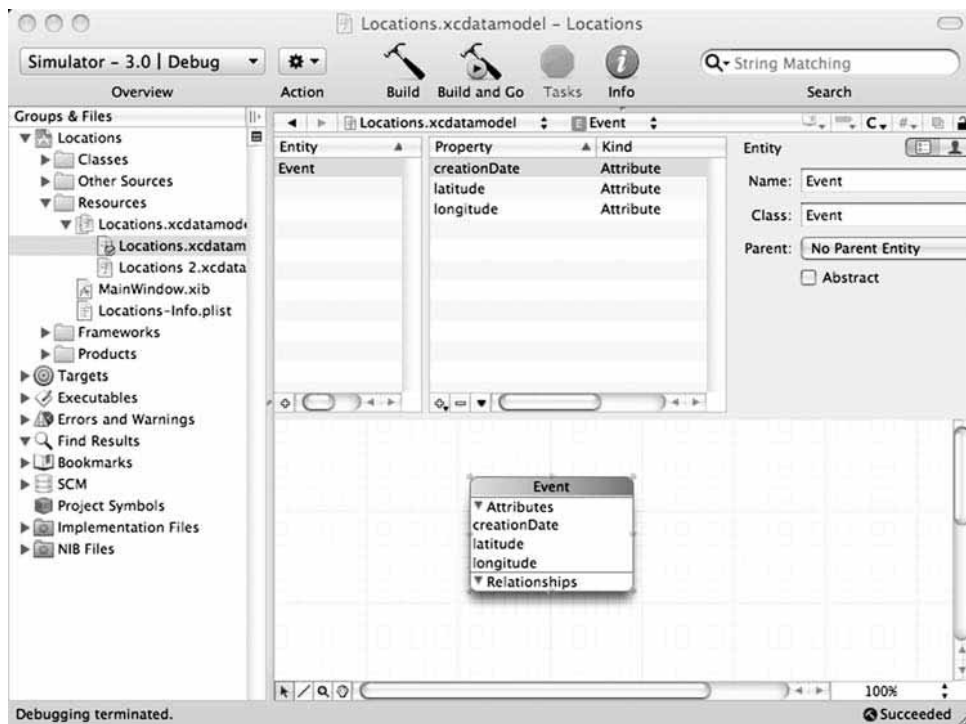 Locations.xcdatamodel – Locations
Simulator – 3.0 | Debug
Overview
Action
Build
Build and Go
Tasks
Info
String Matching
Search
Groups & Files
Locations
Classes
Other Sources
Resources
Locations.xcdatamod
Locations.xcdatam
Locations 2.xcdata
MainWindow.xib
Locations-Info.plist
Frameworks
Products
Targets
Executables
Errors and Warnings
Find Results
Bookmarks
SCM
Project Symbols
Implementation Files
NIB Files
Locations.xcdatamodel
Event
C
#
Entity
Event
Property
Kind
creationDate
Attribute
latitude
Attribute
longitude
Attribute
Entity
Name: Event
Class: Event
Parent: No Parent Entity
Abstract
Event
Attributes
creationDate
latitude
longitude
Relationships
100%
Debugging terminated.
Succeeded